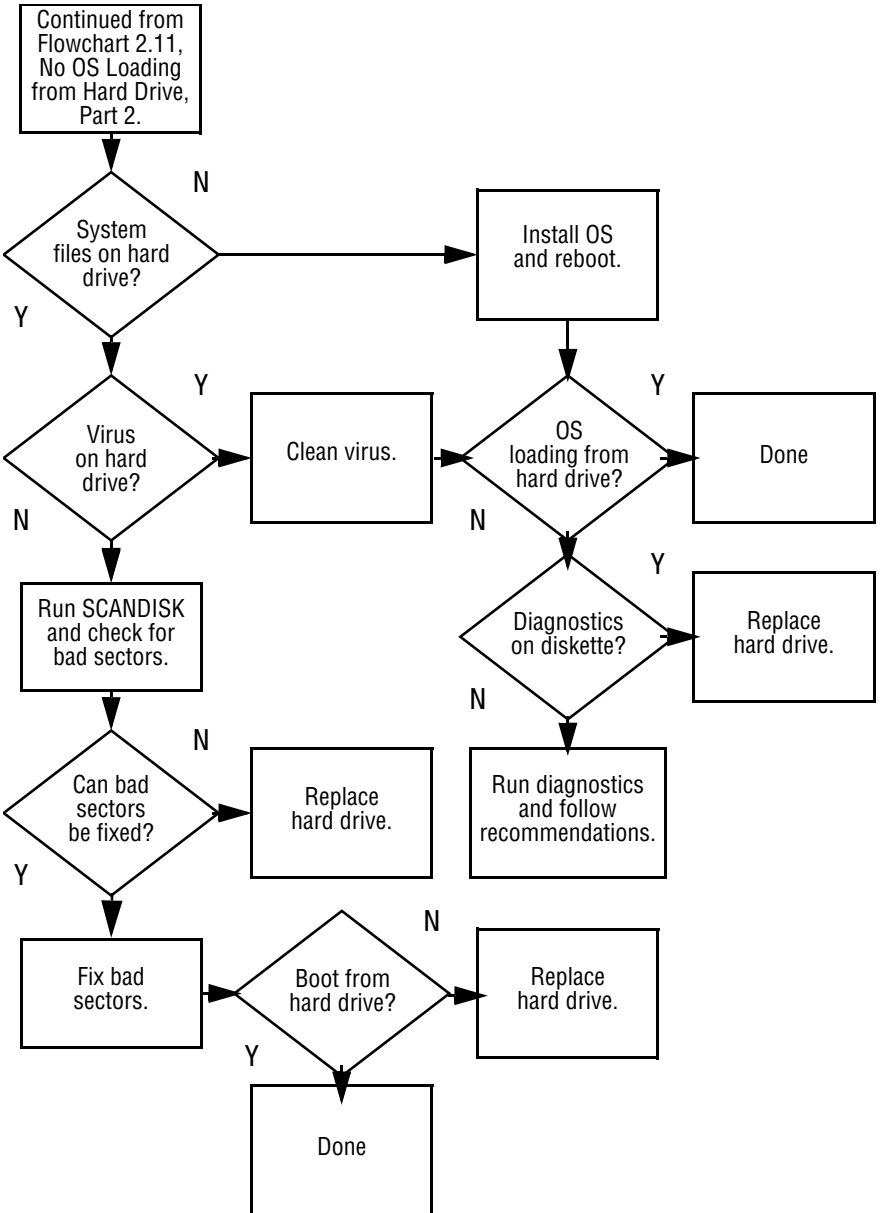 Continued from
Flowchart 2.11,
No OS Loading
from Hard Drive,
Part 2.
N
System
files on hard
drive?
Install OS
and reboot.
Y
Y
Virus
on hard
drive?
Clean virus.
Y
OS
loading from
hard drive?
Done
N
N
Run SCANDISK
and check for
bad sectors.
Y
Diagnostics
on diskette?
Replace
hard drive.
N
N
Can bad
sectors
be fixed?
Replace
hard drive.
Run diagnostics
and follow
recommendations.
Y
N
Fix bad
sectors.
Boot from
hard drive?
Replace
hard drive.
Y
Done